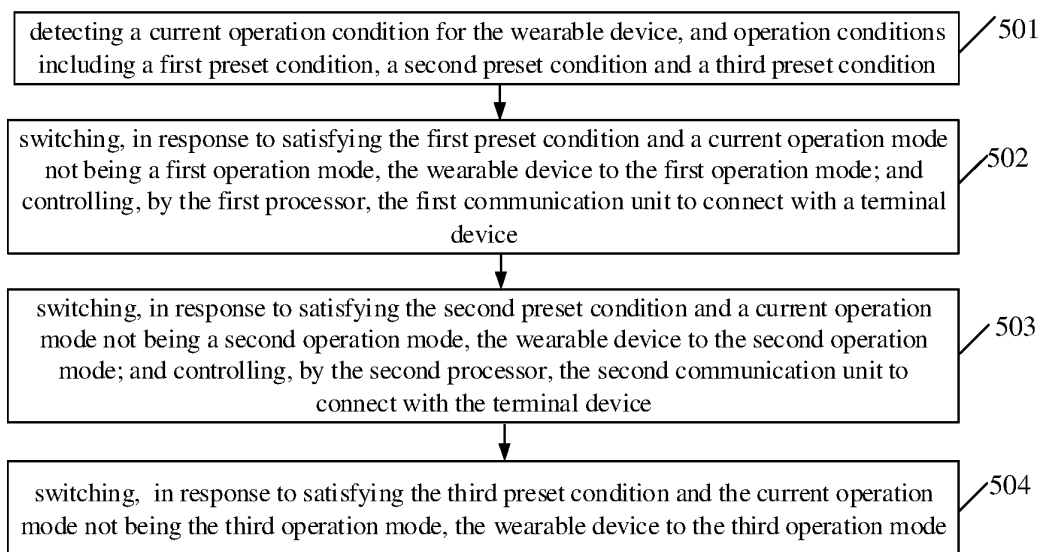 detecting a current operation condition for the wearable device, and operation conditions
including a first preset condition, a second preset condition and a third preset condition
501
switching, in response to satisfying the first preset condition and a current operation mode
not being a first operation mode, the wearable device to the first operation mode; and
controlling, by the first processor, the first communication unit to connect with a terminal
device
502
switching, in response to satisfying the second preset condition and a current operation
mode not being a second operation mode, the wearable device to the second operation
mode; and controlling, by the second processor, the second communication unit to
connect with the terminal device
503
switching, in response to satisfying the third preset condition and the current operation
mode not being the third operation mode, the wearable device to the third operation mode
504